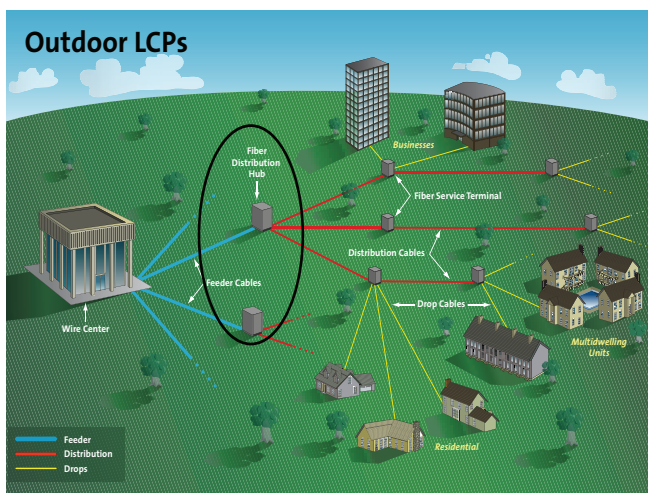 Outdoor LCPs
Businesses
Fiber
Distribution
Hub
Fiber Service Terminal
Distribution Cables
Feeder Cables
Drop Cables
Wire Center
Multidwelling
Units
Residential
Feeder
Distribution
Drops